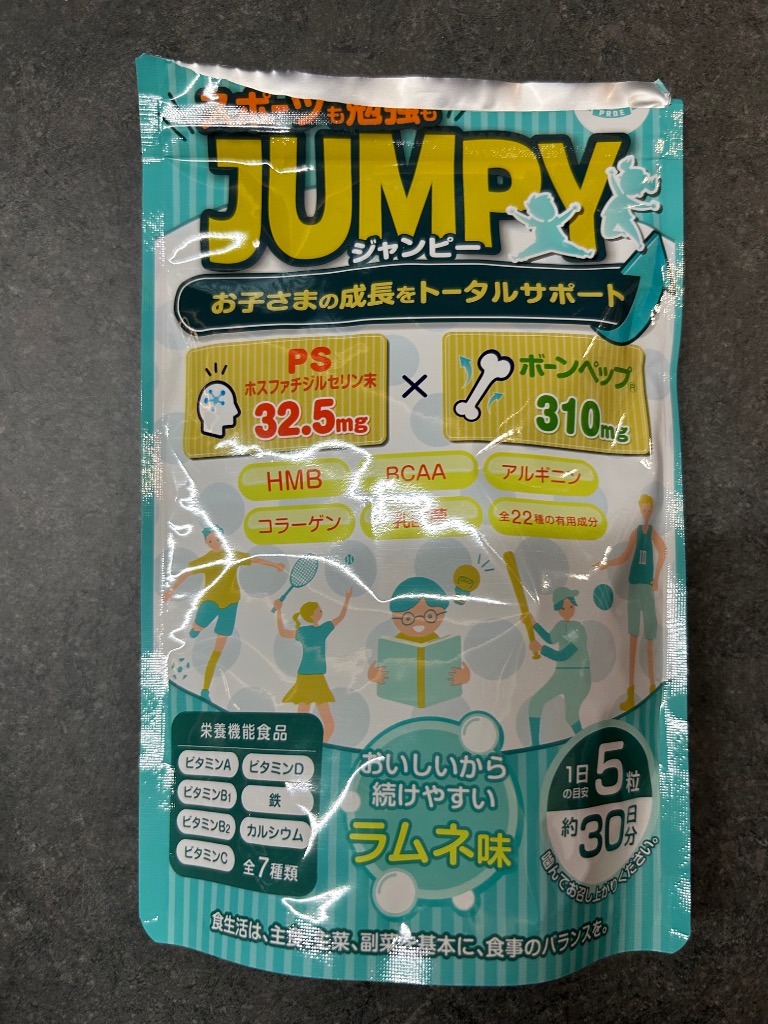 スポーツも勉強も
PROE
JUMPY
ジャンピー
お子さまの成長をトータルサポート
PS
ホスファチジルセリン末
32.5mg
×
ボーンペップ®
310mg
HMB
BCAA
アルギニン
コラーゲン
乳酸菌
全22種の有用成分
10
栄養機能食品
ビタミンA
ビタミンD
ビタミンB1
鉄
ビタミンB2
カルシウム
ビタミンC
全7種類
おいしいから
続けやすい
ラムネ味
1日の目安5粒
約30日分
噛んでお召し上がりください。
食生活は、主食、主菜、副菜を基本に、食事のバランスを。